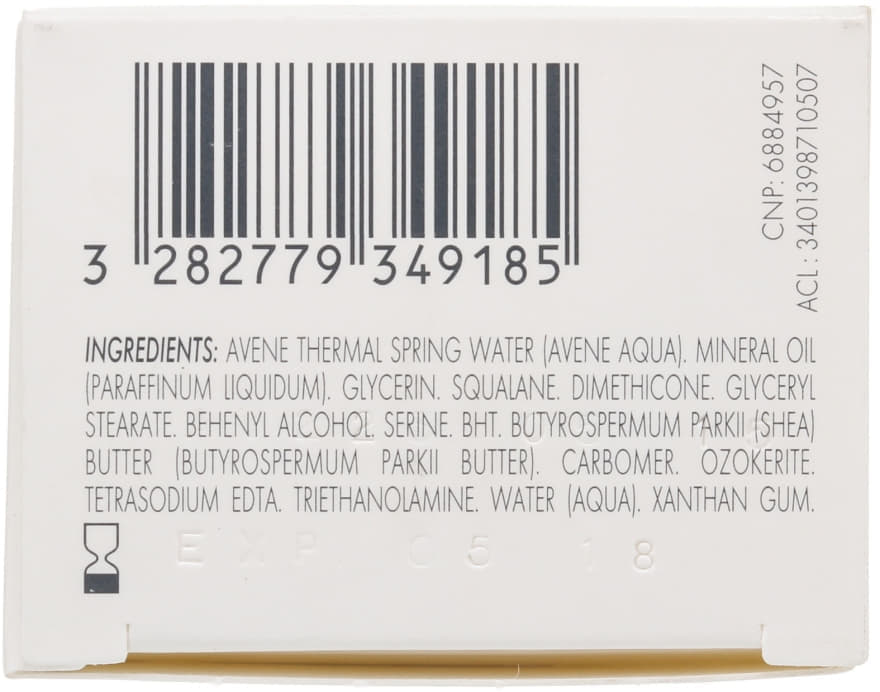 3 282779 349185
CNP: 6884957
ACL: 3401398710507
INGREDIENTS: AVENE THERMAL SPRING WATER (AVENE AQUA). MINERAL OIL
(PARAFFINUM LIQUIDUM). GLYCERIN. SQUALANE. DIMETHICONE. GLYCERYL
STEARATE. BEHENYL ALCOHOL. SERINE. BHT. BUTYROSPERMUM PARKII (SHEA)
BUTTER (BUTYROSPERMUM PARKII BUTTER). CARBOMER. OZOKERITE.
TETRASODIUM EDTA. TRIETHANOLAMINE. WATER (AQUA). XANTHAN GUM.
EXP. 05 18